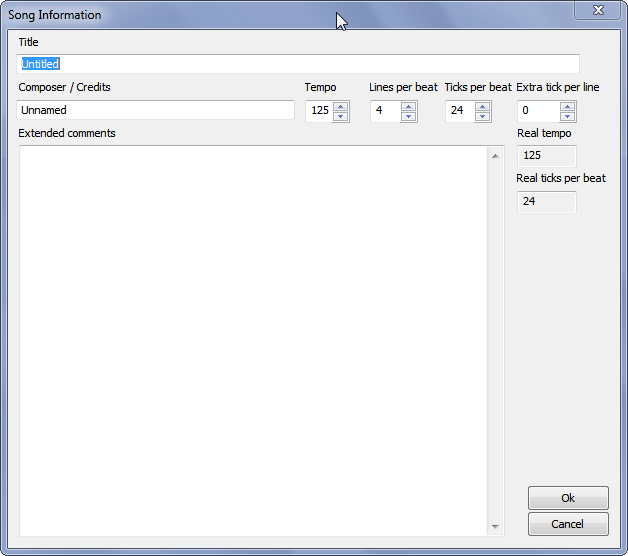 Song Information
Title
Untitled
Composer / Credits
Tempo
Lines per beat
Ticks per beat
Extra tick per line
Unnamed
125
4
24
0
Extended comments
Real tempo
125
Real ticks per beat
24
Ok
Cancel